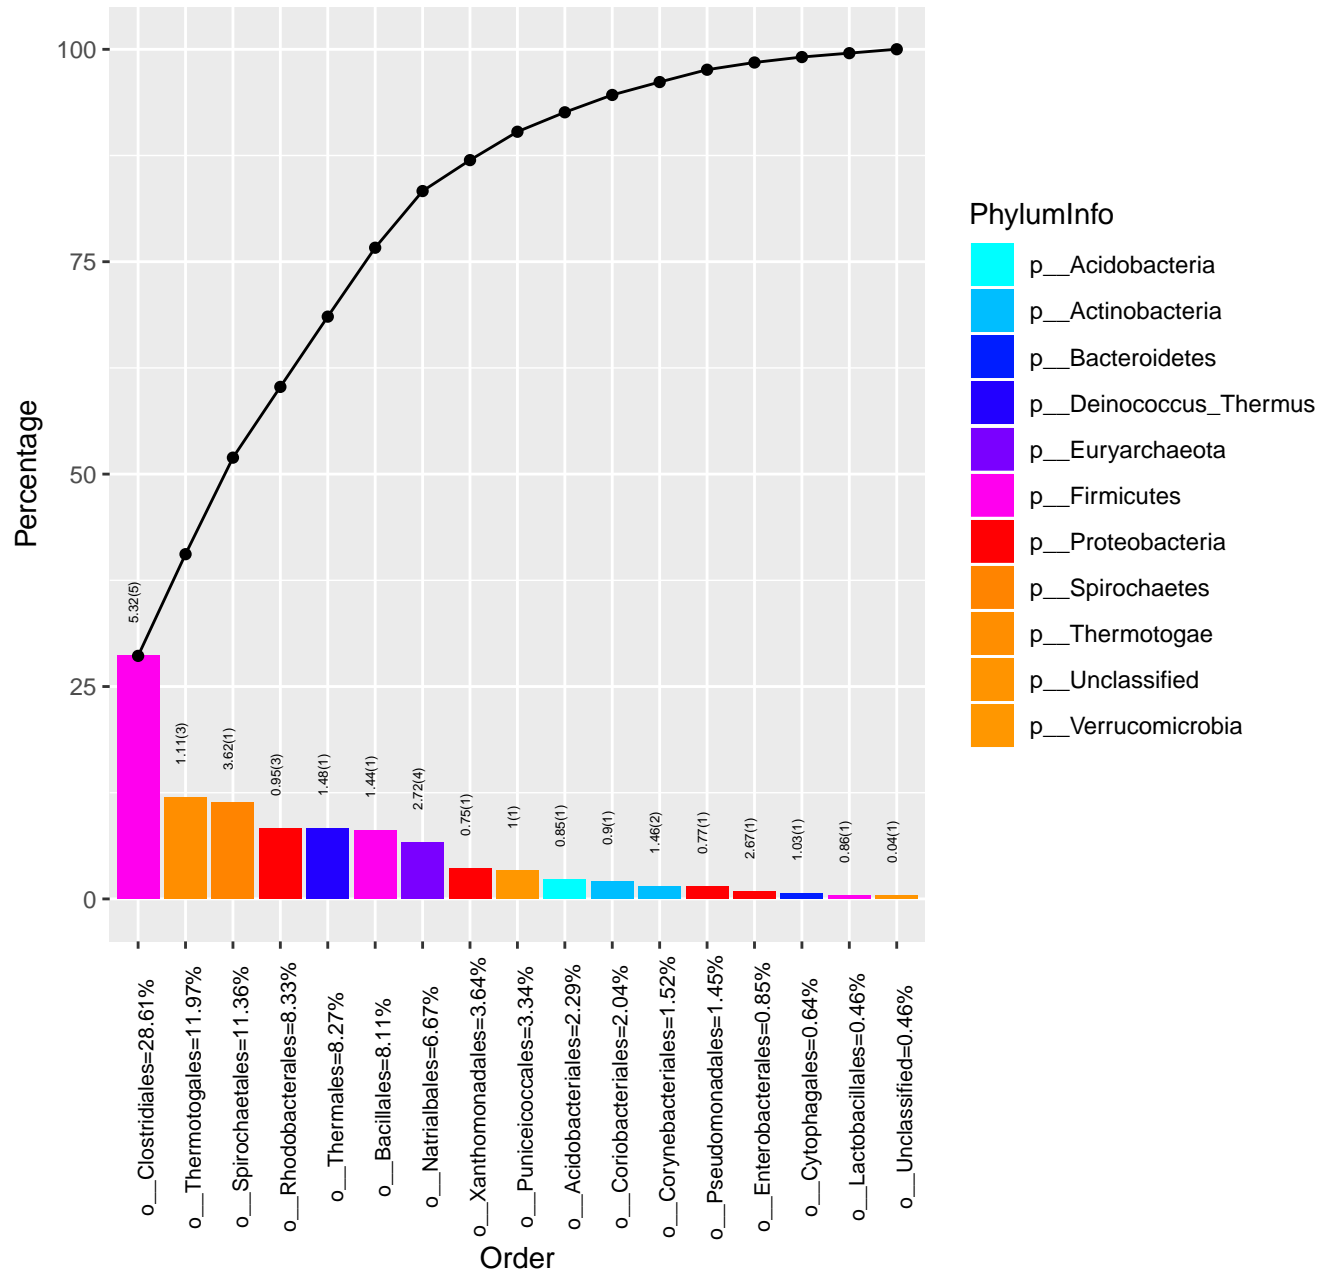 100
75
50
25
0
Percentage
5.32(5)
1.11(3)
3.62(1)
0.95(3)
1.48(1)
1.44(1)
2.72(4)
0.75(1)
1(1)
0.85(1)
0.9(1)
1.46(2)
0.77(1)
2.67(1)
1.03(1)
0.86(1)
0.04(1)
o__Clostridiales=28.61%
o__Thermotogales=11.97%
o__Spirochaetales=11.36%
o__Rhodobacterales=8.33%
o__Thermales=8.27%
o__Bacillales=8.11%
o__Natrialbales=6.67%
o__Xanthomonadales=3.64%
o__Puniceicoccales=3.34%
o__Acidobacteriales=2.29%
o__Coriobacteriales=2.04%
o__Corynebacteriales=1.52%
o__Pseudomonadales=1.45%
o__Enterobacterales=0.85%
o__Cytophagales=0.64%
o__Lactobacillales=0.46%
o__Unclassified=0.46%
Order
PhylumInfo
p__Acidobacteria
p__Actinobacteria
p__Bacteroidetes
p__Deinococcus_Thermus
p__Euryarchaeota
p__Firmicutes
p__Proteobacteria
p__Spirochaetes
p__Thermotogae
p__Unclassified
p__Verrucomicrobia